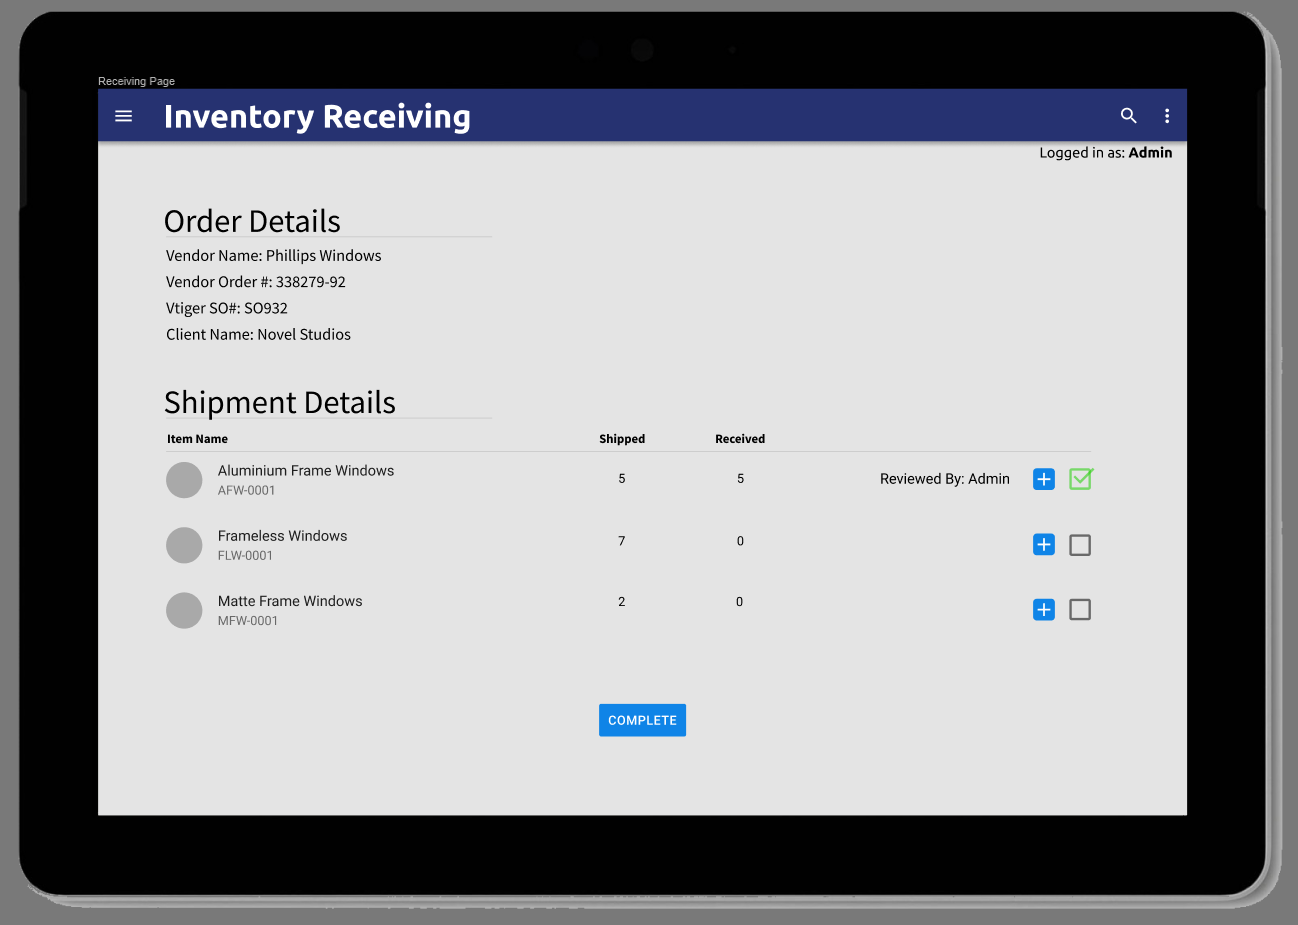 Receiving Page
Inventory Receiving
Logged in as: Admin
Order Details
Vendor Name: Phillips Windows
Vendor Order #: 338279-92
Vtiger SO#: SO932
Client Name: Novel Studios
Shipment Details
Item Name Shipped Received
Aluminium Frame Windows 5 5 Reviewed By: Admin
AFW-0001
Frameless Windows 7 0
FLW-0001
Matte Frame Windows 2 0
MFW-0001
COMPLETE